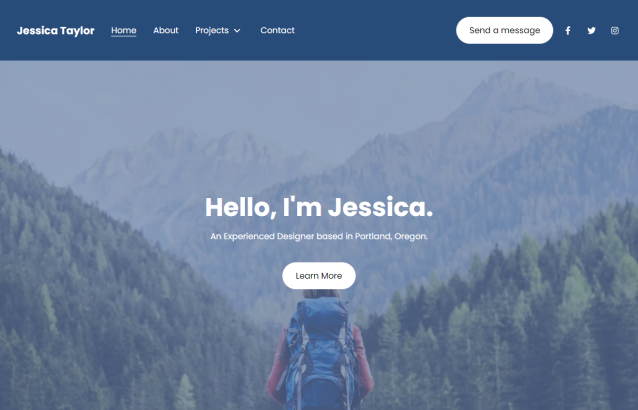 Jessica Taylor
Home
About
Projects
Contact
Send a message
Hello, I'm Jessica.
An Experienced Designer based in Portland, Oregon.
Learn More